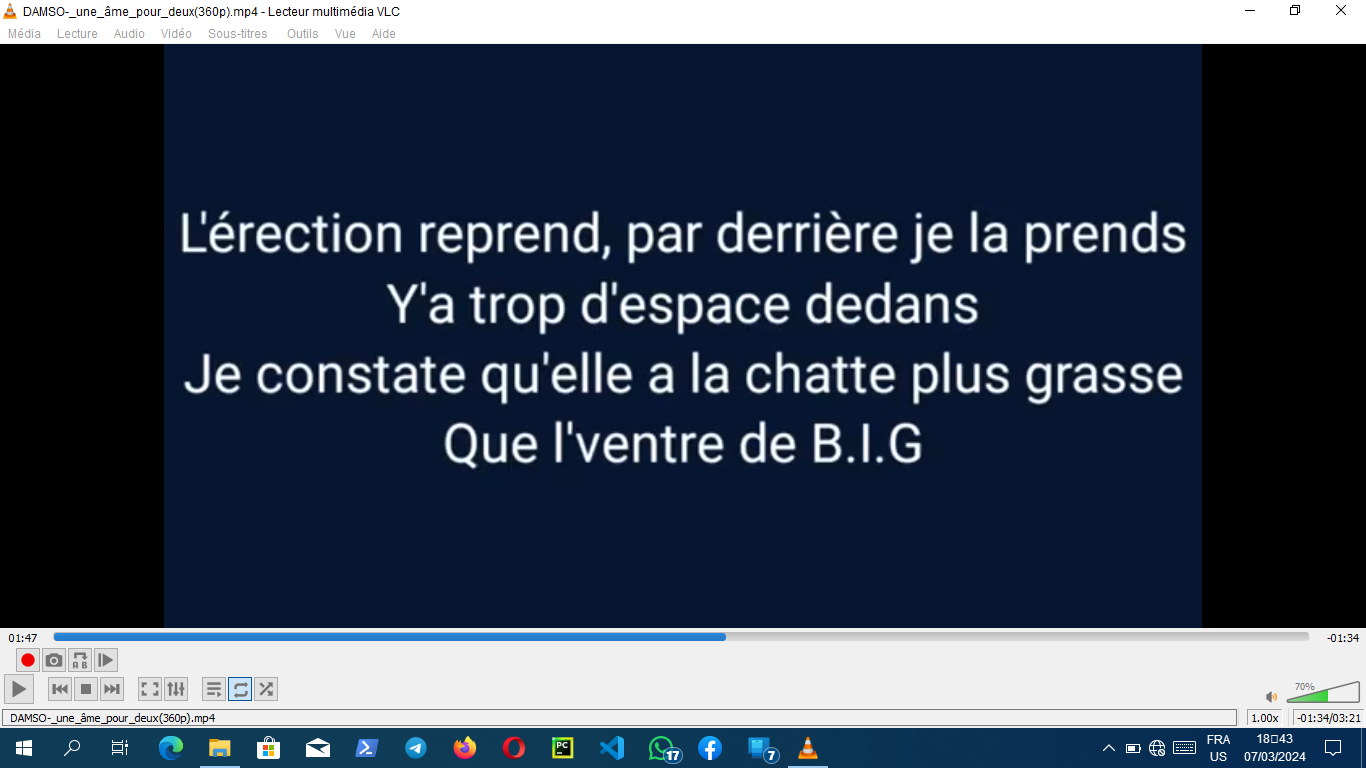 DAMSO-_une_âme_pour_deux(360p).mp4 - Lecteur multimédia VLC
Média Lecture Audio Vidéo Sous-titres Outils Vue Aide
L'érection reprend, par derrière je la prends
Y'a trop d'espace dedans
Je constate qu'elle a la chatte plus grasse
Que l'ventre de B.I.G
01:47 -01:34
A B
70%
DAMSO-_une_âme_pour_deux(360p).mp4 1.00x -01:34/03:21
PC 17 7 FRA 18▯43
US 07/03/2024